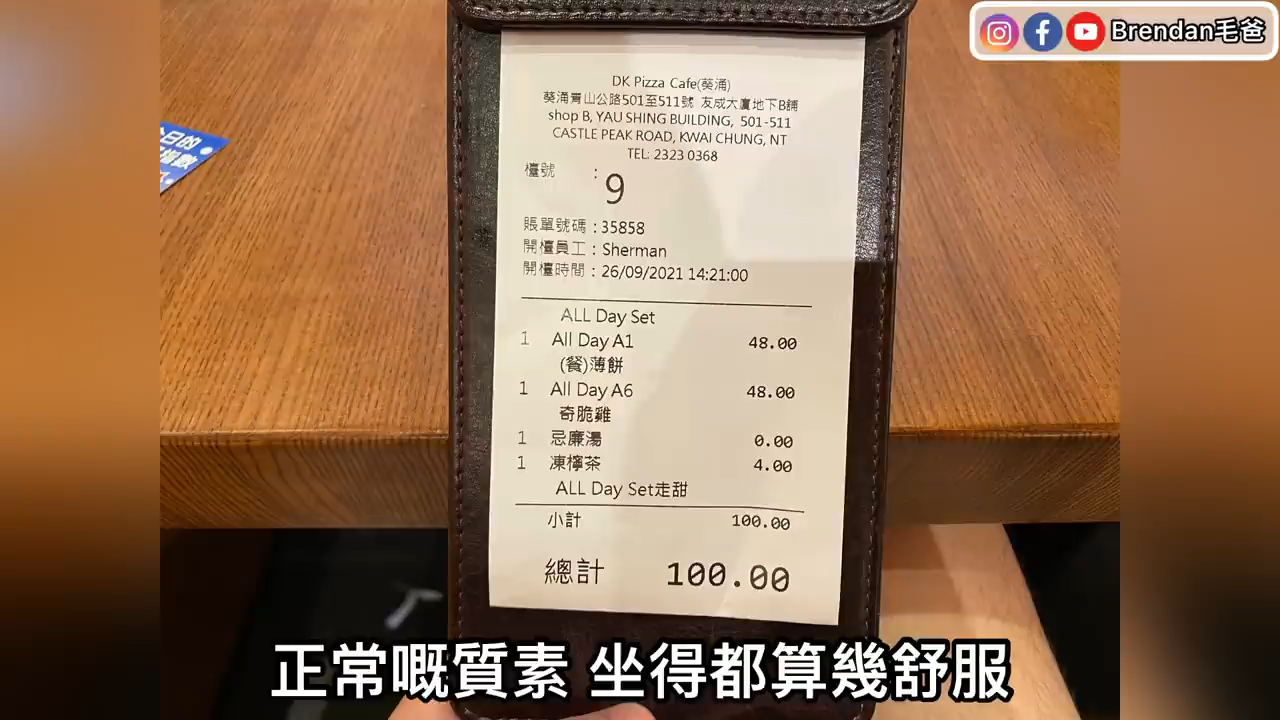 Brendan毛爸
DK Pizza Cafe(葵涌)
葵涌青山公路501至511號 友成大廈地下B舖
shop B, YAU SHING BUILDING, 501-511
CASTLE PEAK ROAD, KWAI CHUNG, NT
TEL: 2323 0368
檯號 : 9
賬單號碼 : 35858
開檯員工 : Sherman
開檯時間 : 26/09/2021 14:21:00
ALL Day Set
1 All Day A1 48.00
(餐)薄餅
1 All Day A6 48.00
奇脆雞
1 忌廉湯 0.00
1 凍檸茶 4.00
ALL Day Set走甜
小計 100.00
總計 100.00
正常嘅質素 坐得都算幾舒服